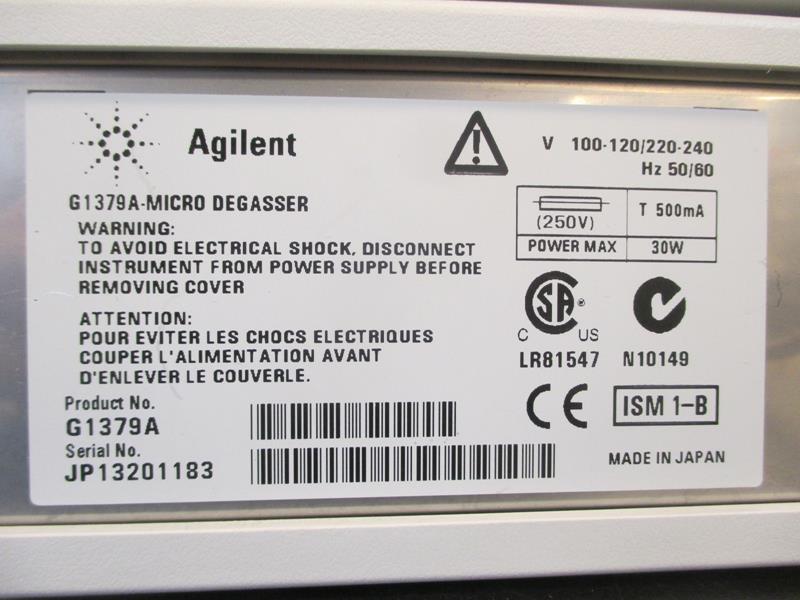 Agilent
V 100-120/220-240
Hz 50/60
G1379A-MICRO DEGASSER
(250V)
T 500mA
POWER MAX
30W
WARNING:
TO AVOID ELECTRICAL SHOCK, DISCONNECT
INSTRUMENT FROM POWER SUPPLY BEFORE
REMOVING COVER
ATTENTION:
POUR EVITER LES CHOCS ELECTRIQUES
COUPER L'ALIMENTATION AVANT
D'ENLEVER LE COUVERLE.
SA
C US
LR81547
N10149
CE
ISM 1-B
Product No.
G1379A
Serial No.
JP13201183
MADE IN JAPAN